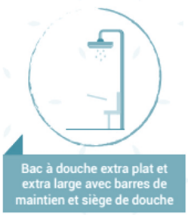 Bac à douche extra plat et
extra large avec barres de
maintien et siège de douche